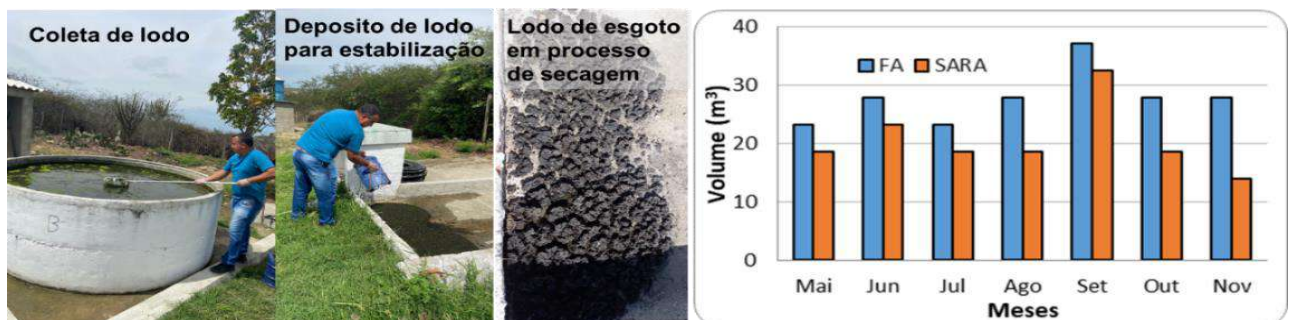 Coleta de lodo
Deposito de lodo
para estabilização
Lodo de esgoto
em processo
de secagem
B
Volume (m³)
40
30
20
10
0
FA
SARA
Mai Jun Jul Ago Set Out Nov
Meses